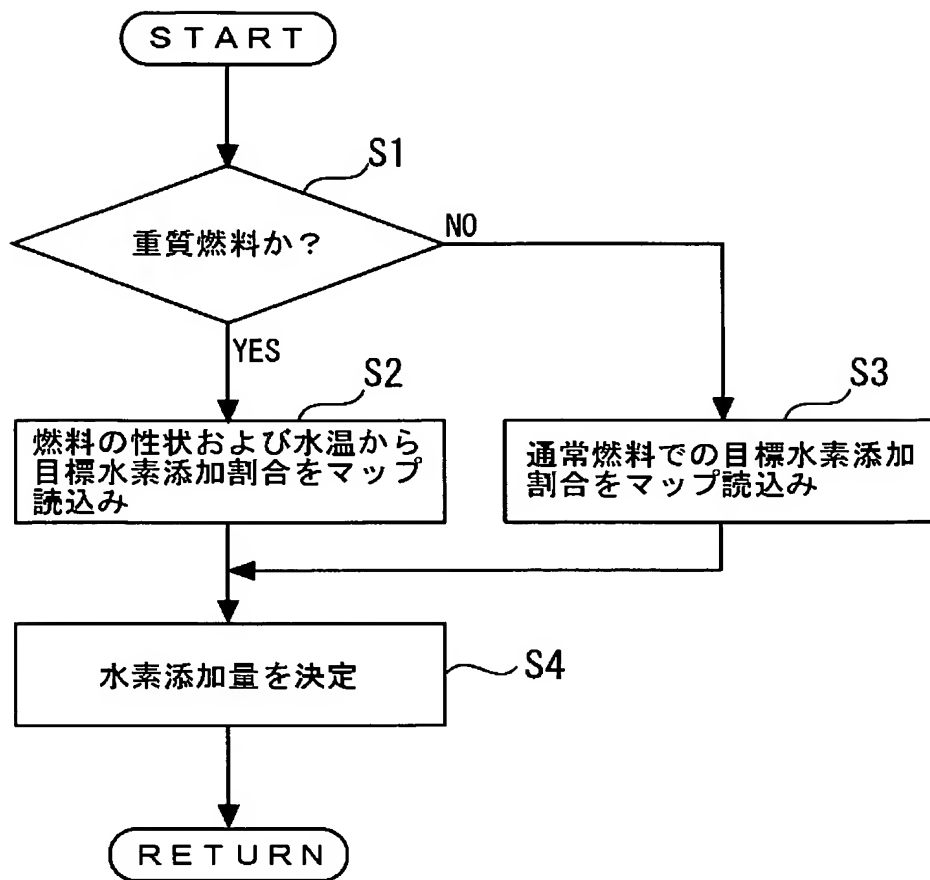 START
S1
重質燃料か？
NO
YES
S2
燃料の性状および水温から
目標水素添加割合をマップ
読込み
S3
通常燃料での目標水素添加
割合をマップ読込み
水素添加量を決定
S4
RETURN